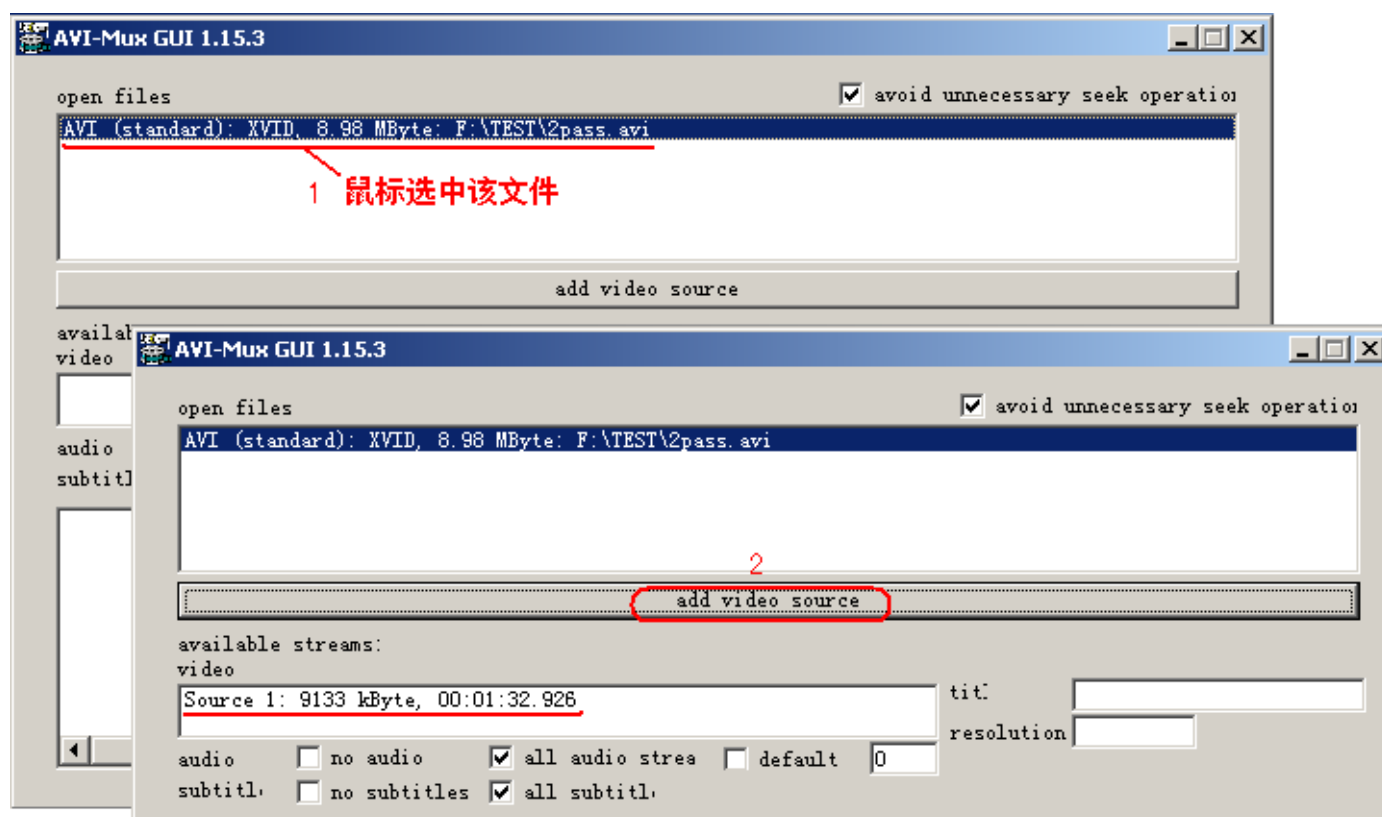 AVI-Mux GUI 1.15.3
open files
avoid unnecessary seek operation
AVI (standard): XVID, 8.98 MByte: F:\TEST\2pass.avi
1 鼠标选中该文件
add video source
availab
video
audio
subtitl
AVI-Mux GUI 1.15.3
open files
avoid unnecessary seek operation
AVI (standard): XVID, 8.98 MByte: F:\TEST\2pass.avi
2
add video source
available streams:
video
Source 1: 9133 kByte, 00:01:32.926
titl
resolution
audio no audio all audio strea default 0
subtitl no subtitles all subtitl